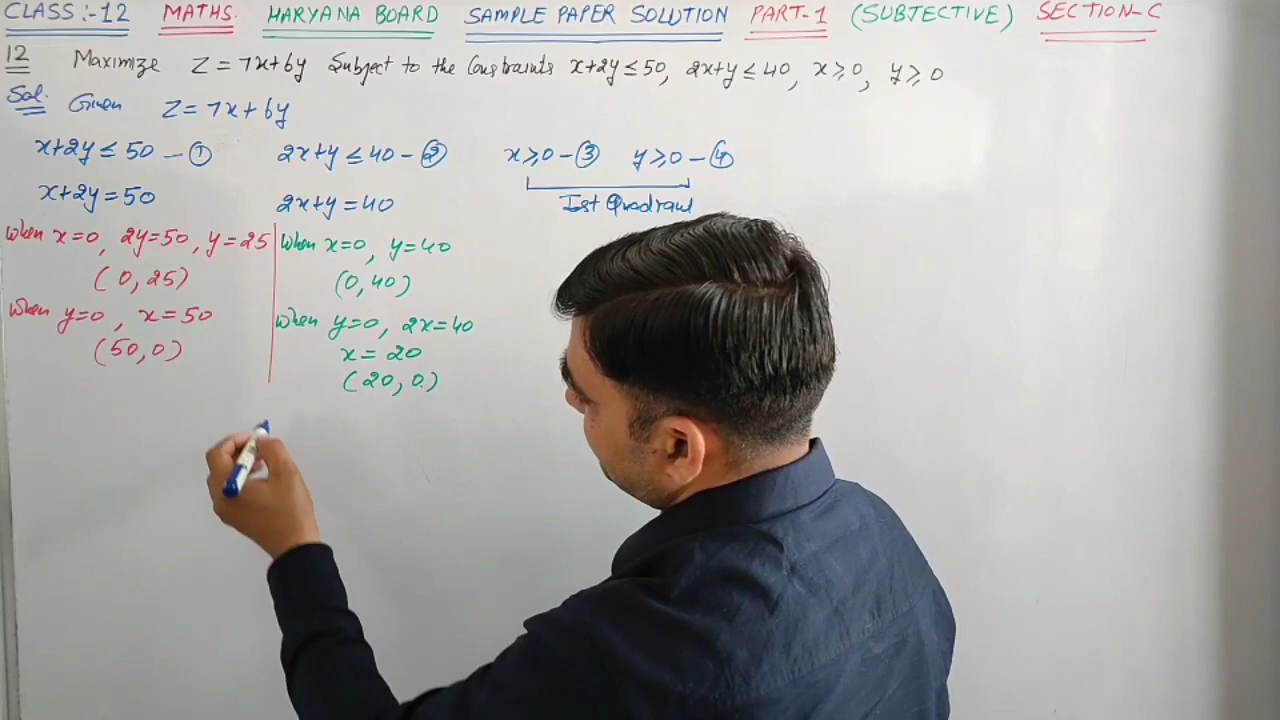 CLASS:-12 MATHS. HARYANA BOARD SAMPLE PAPER SOLUTION PART-1 (SUBJECTIVE) SECTION-C
12 Maximize Z=7x+6y Subject to the Constraints x+2y≤50, 2x+y≤40, x≥0, y≥0
Sol. Given Z=7x+6y
x+2y≤50-① 2x+y≤40-② x≥0-③ y≥0-④
x+2y=50 2x+y=40 Ist Quadrant
When x=0, 2y=50, y=25 When x=0, y=40
(0,25) (0,40)
When y=0, x=50 When y=0, 2x=40
(50,0) x=20
(20,0)